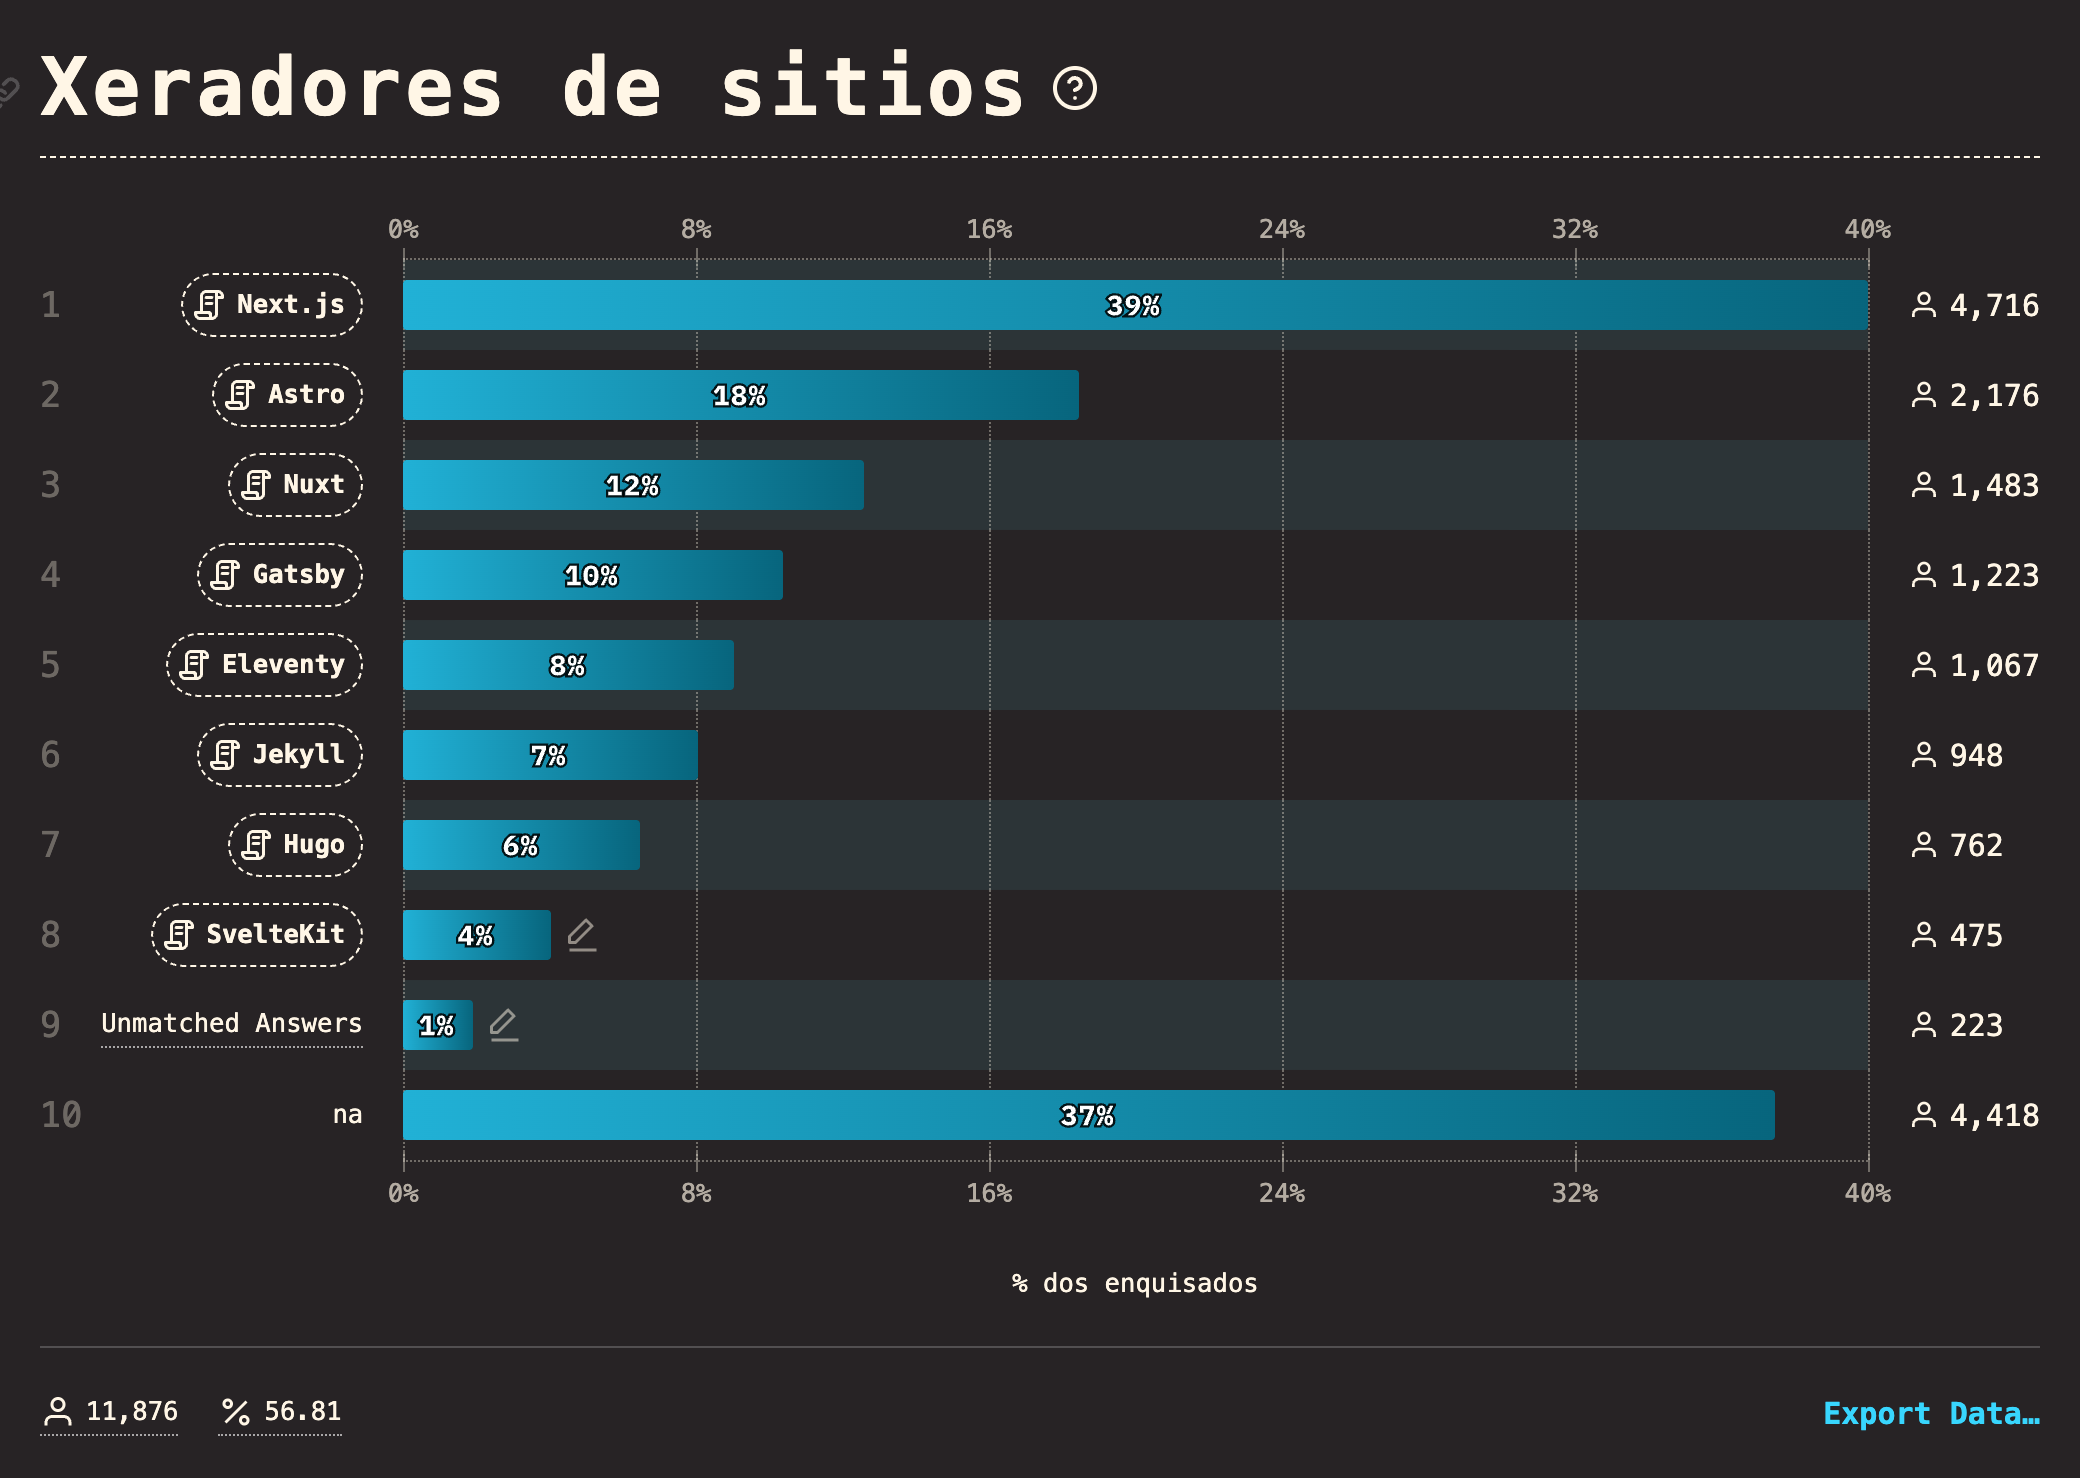 Xeradores de sitios
0% 8% 16% 24% 32% 40%
1 Next.js 39% 4,716
2 Astro 18% 2,176
3 Nuxt 12% 1,483
4 Gatsby 10% 1,223
5 Eleventy 8% 1,067
6 Jekyll 7% 948
7 Hugo 6% 762
8 SvelteKit 4% 475
9 Unmatched Answers 1% 223
10 na 37% 4,418
0% 8% 16% 24% 32% 40%
% dos enquisados
11,876 % 56.81 Export Data…